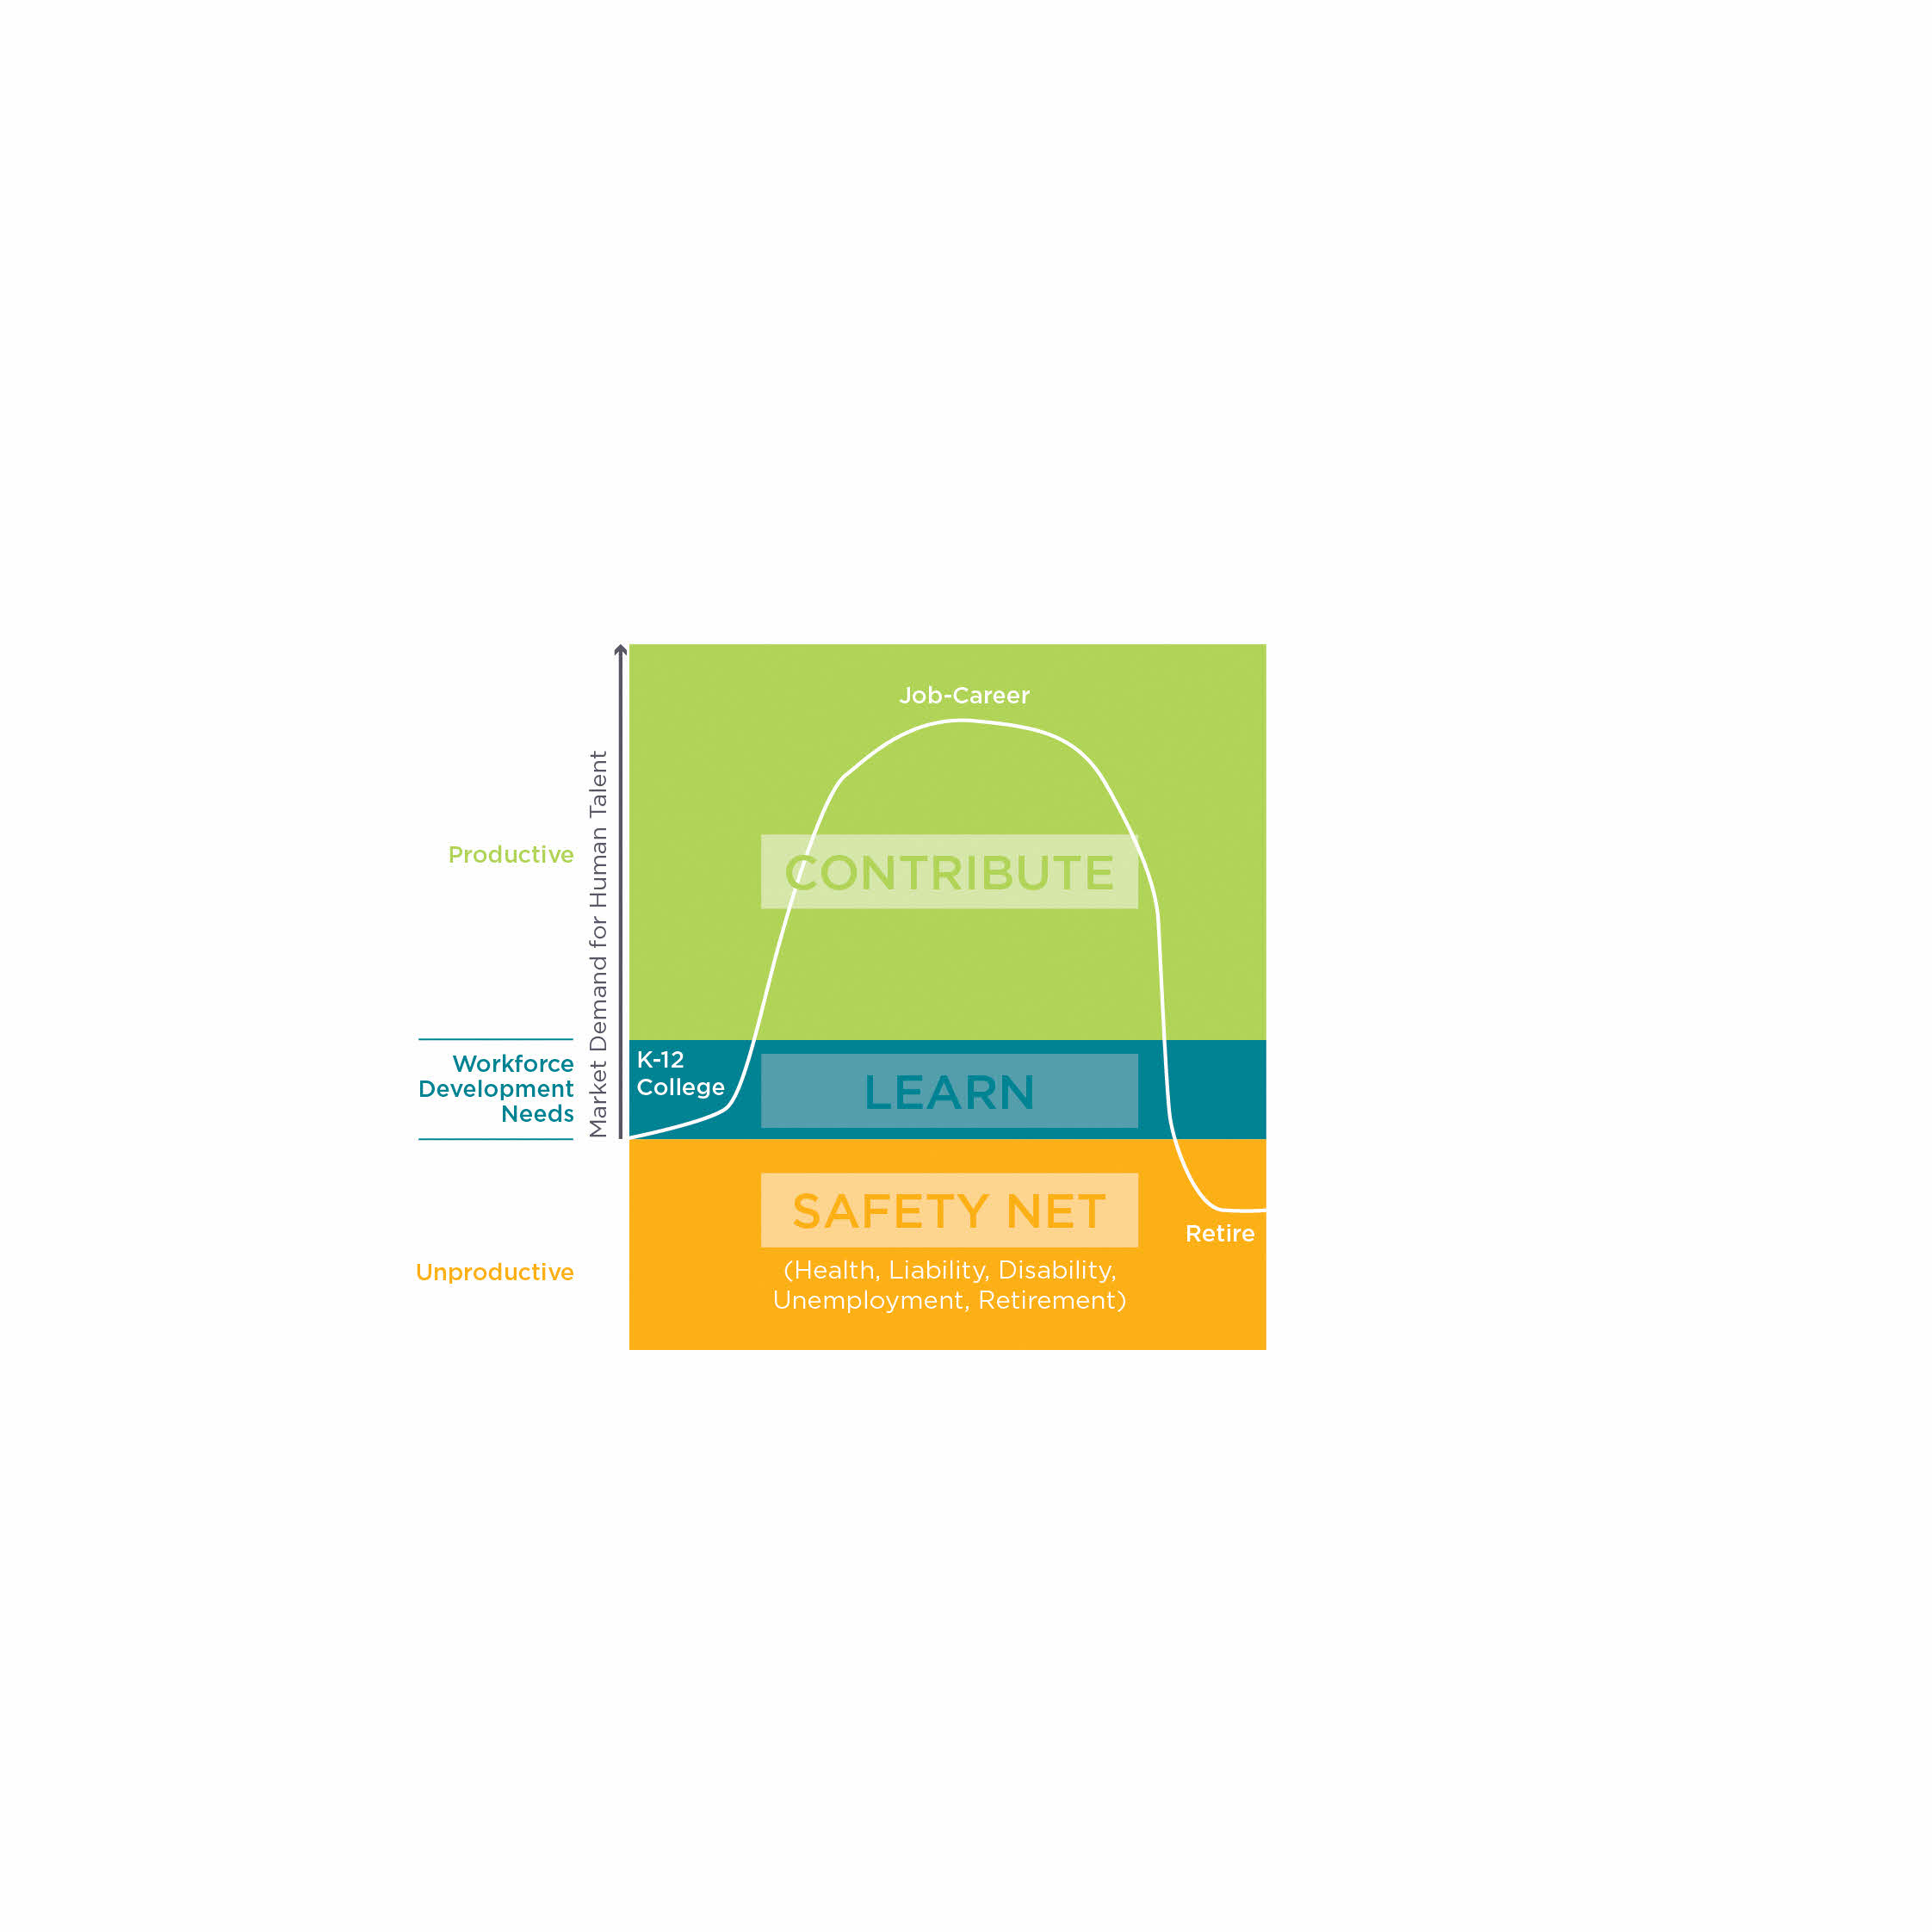 Job-Career
Productive
Market Demand for Human Talent
CONTRIBUTE
Workforce
Development
Needs
K-12
College
LEARN
SAFETY NET
(Health, Liability, Disability,
Unemployment, Retirement)
Retire
Unproductive